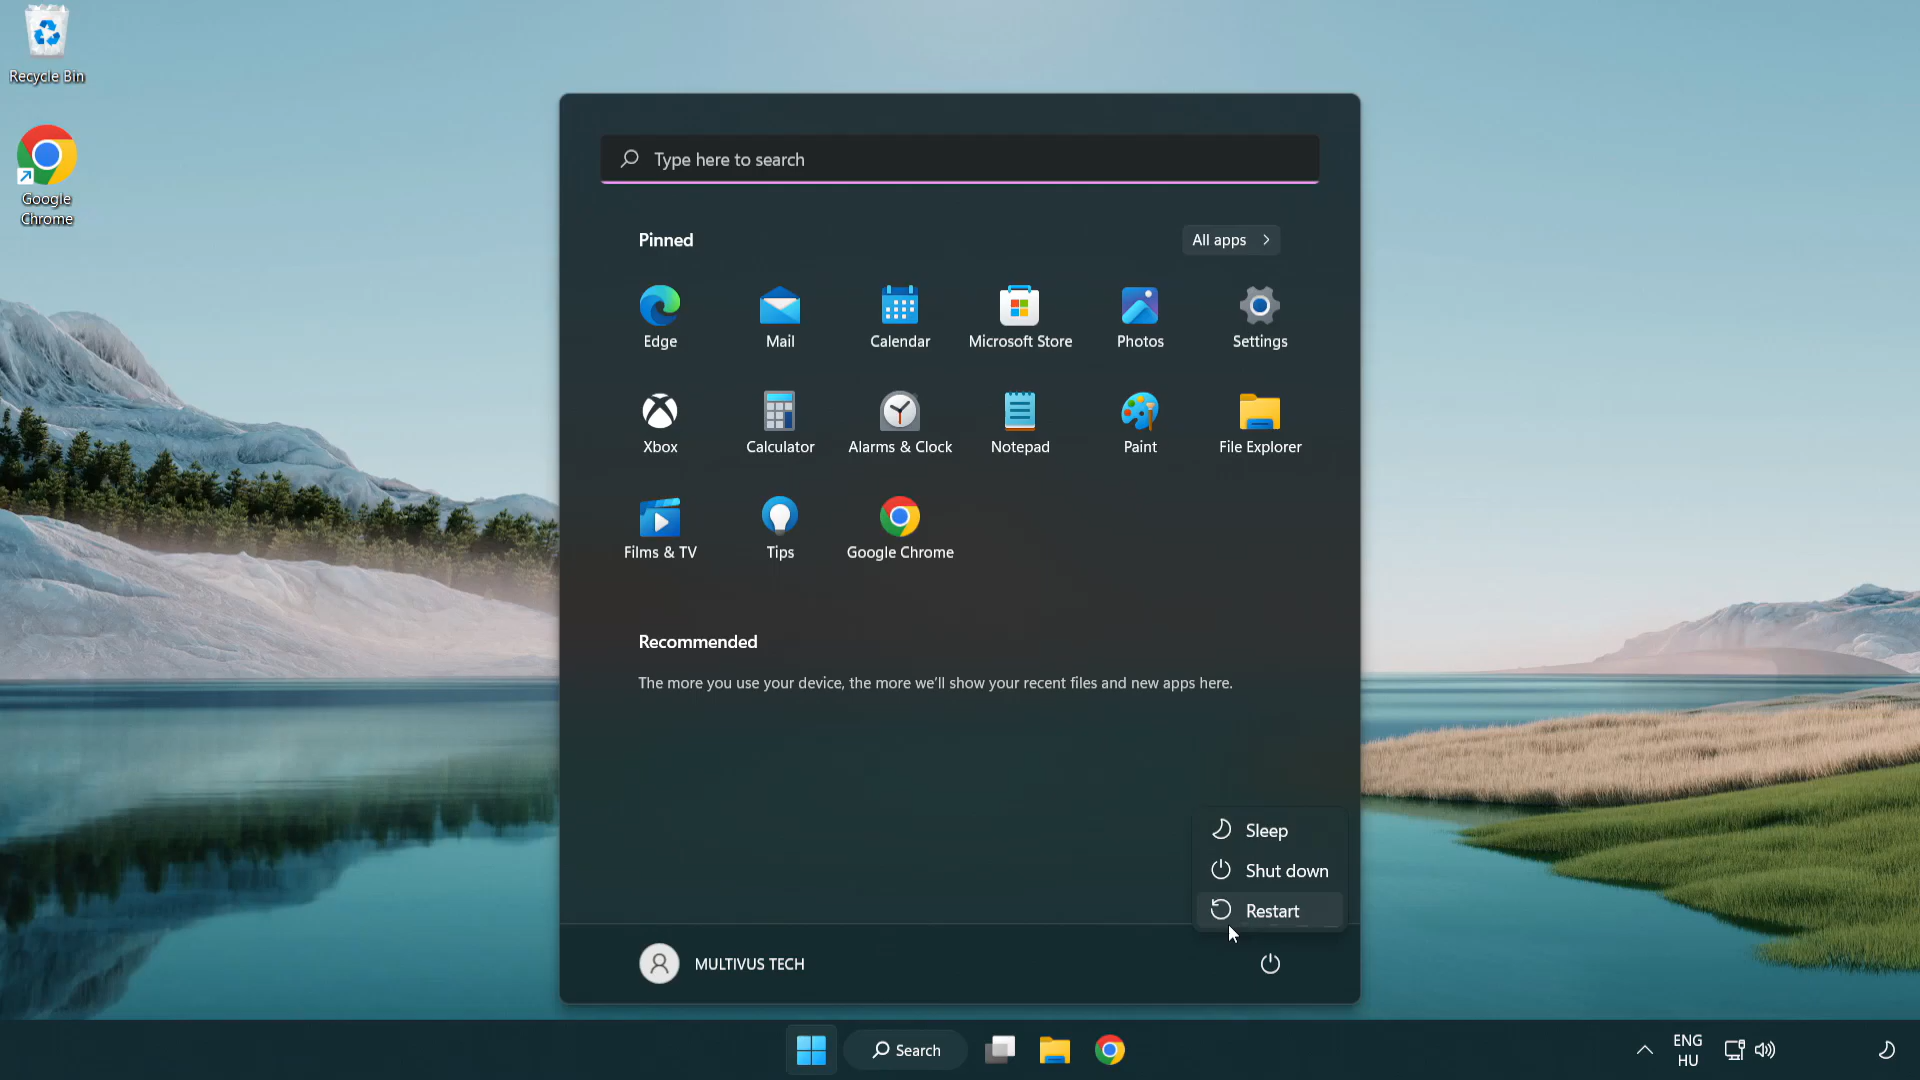 Recycle Bin
Google
Chrome
Type here to search
Pinned
All apps
Edge
Mail
Calendar
Microsoft Store
Photos
Settings
Xbox
Calculator
Alarms & Clock
Notepad
Paint
File Explorer
Films & TV
Tips
Google Chrome
Recommended
The more you use your device, the more we'll show your recent files and new apps here.
Sleep
Shut down
Restart
MULTIVUS TECH
Search
ENG
HU